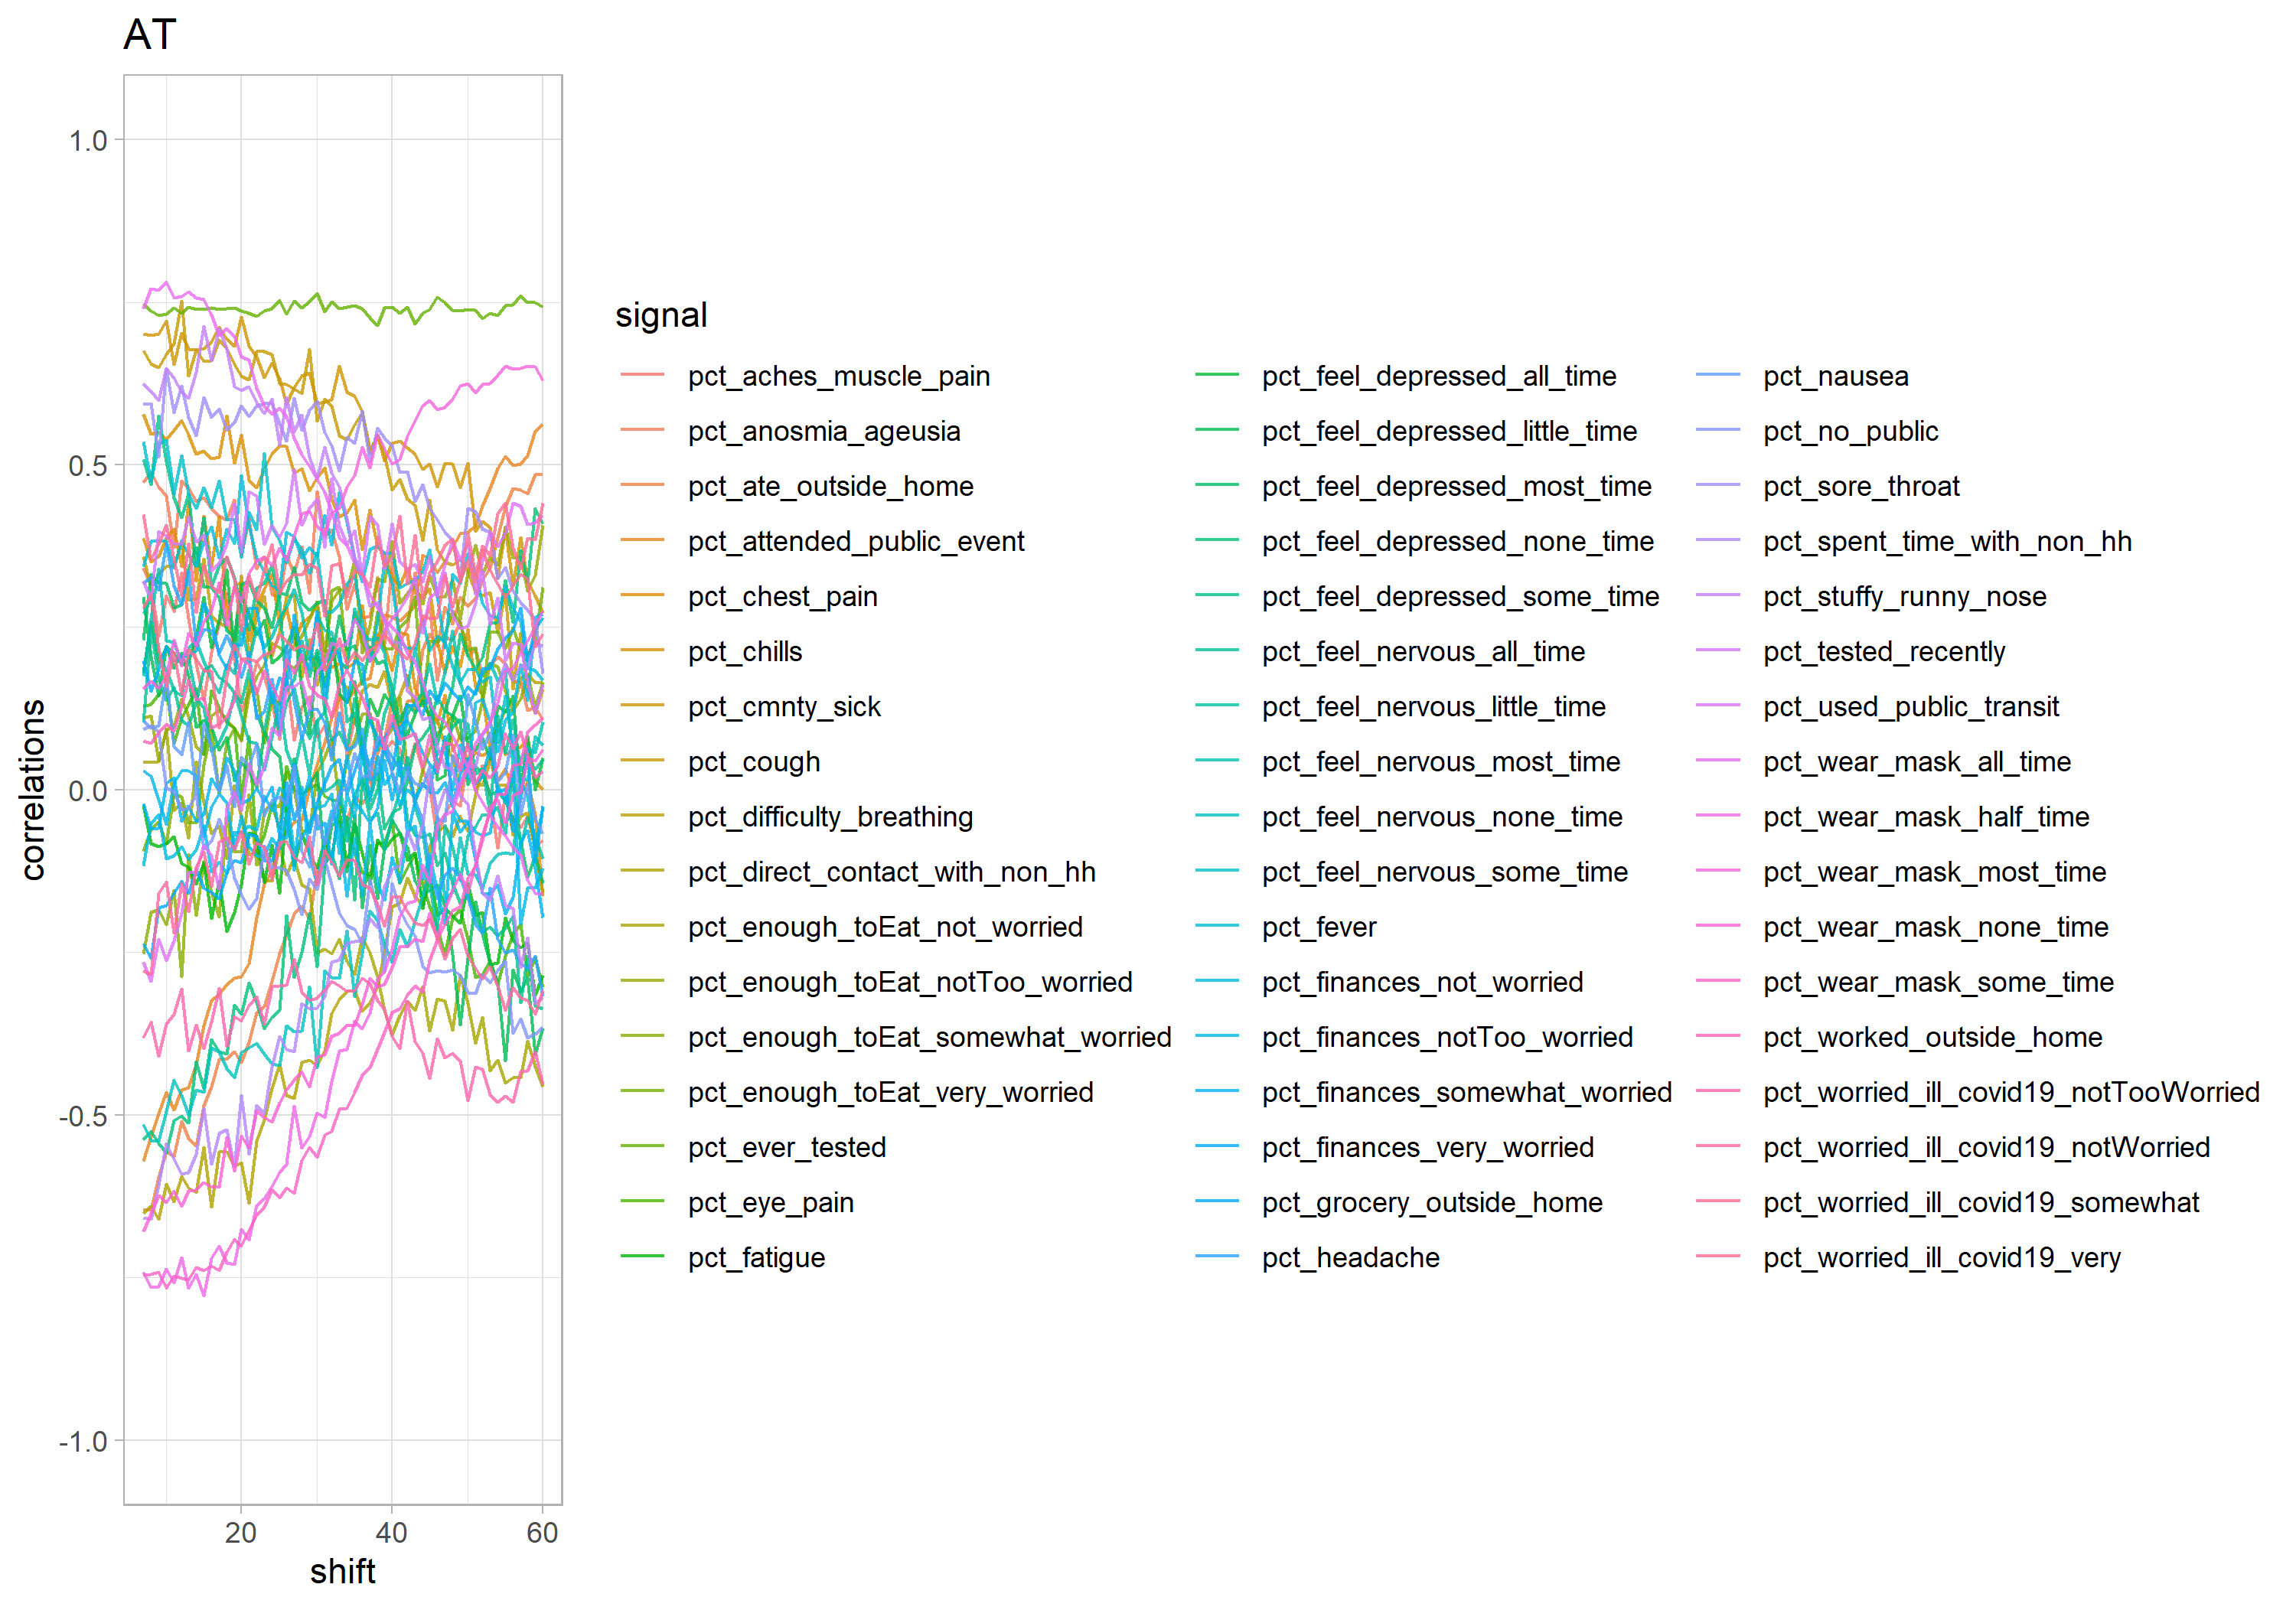 AT
1.0
0.5
0.0
-0.5
-1.0
correlations
20 40 60
shift
signal
pct_aches_muscle_pain
pct_anosmia_ageusia
pct_ate_outside_home
pct_attended_public_event
pct_chest_pain
pct_chills
pct_cmnty_sick
pct_cough
pct_difficulty_breathing
pct_direct_contact_with_non_hh
pct_enough_toEat_not_worried
pct_enough_toEat_notToo_worried
pct_enough_toEat_somewhat_worried
pct_enough_toEat_very_worried
pct_ever_tested
pct_eye_pain
pct_fatigue
pct_feel_depressed_all_time
pct_feel_depressed_little_time
pct_feel_depressed_most_time
pct_feel_depressed_none_time
pct_feel_depressed_some_time
pct_feel_nervous_all_time
pct_feel_nervous_little_time
pct_feel_nervous_most_time
pct_feel_nervous_none_time
pct_feel_nervous_some_time
pct_fever
pct_finances_not_worried
pct_finances_notToo_worried
pct_finances_somewhat_worried
pct_finances_very_worried
pct_grocery_outside_home
pct_headache
pct_nausea
pct_no_public
pct_sore_throat
pct_spent_time_with_non_hh
pct_stuffy_runny_nose
pct_tested_recently
pct_used_public_transit
pct_wear_mask_all_time
pct_wear_mask_half_time
pct_wear_mask_most_time
pct_wear_mask_none_time
pct_wear_mask_some_time
pct_worked_outside_home
pct_worried_ill_covid19_notTooWorried
pct_worried_ill_covid19_notWorried
pct_worried_ill_covid19_somewhat
pct_worried_ill_covid19_very